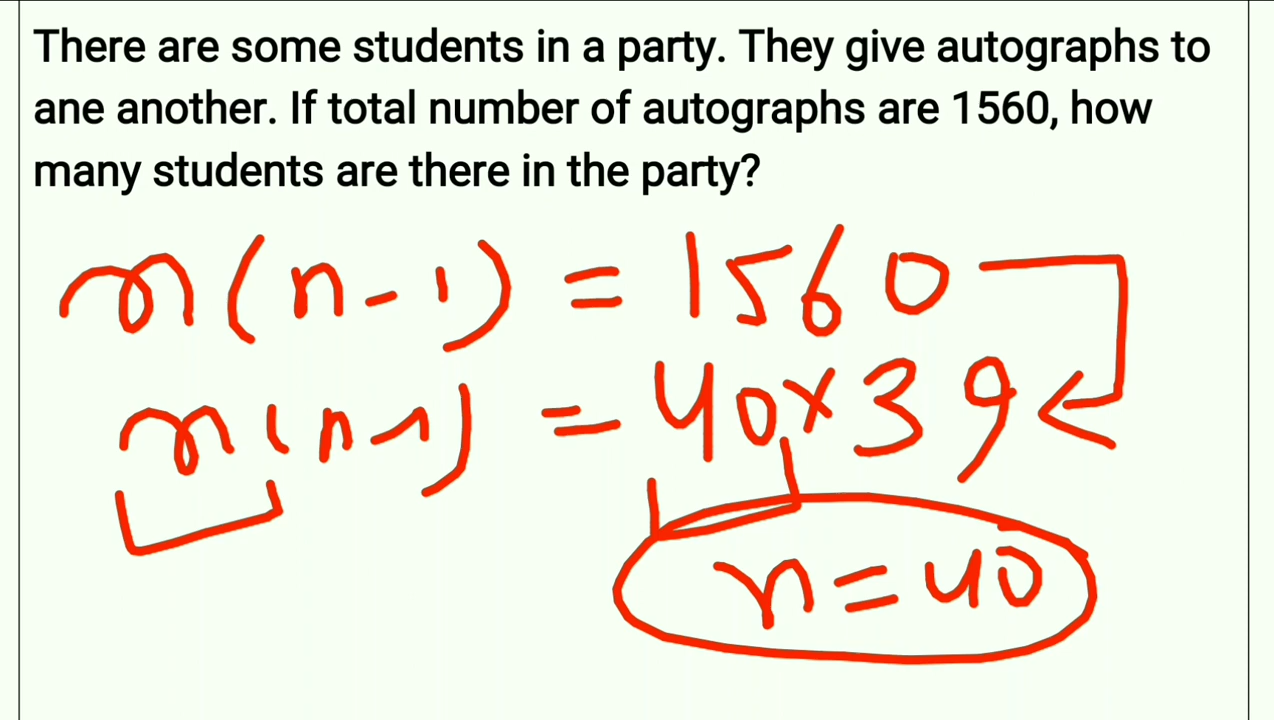 There are some students in a party. They give autographs to
ane another. If total number of autographs are 1560, how
many students are there in the party?
n(n-1) = 1560
n(n-1) = 40×39
n=40